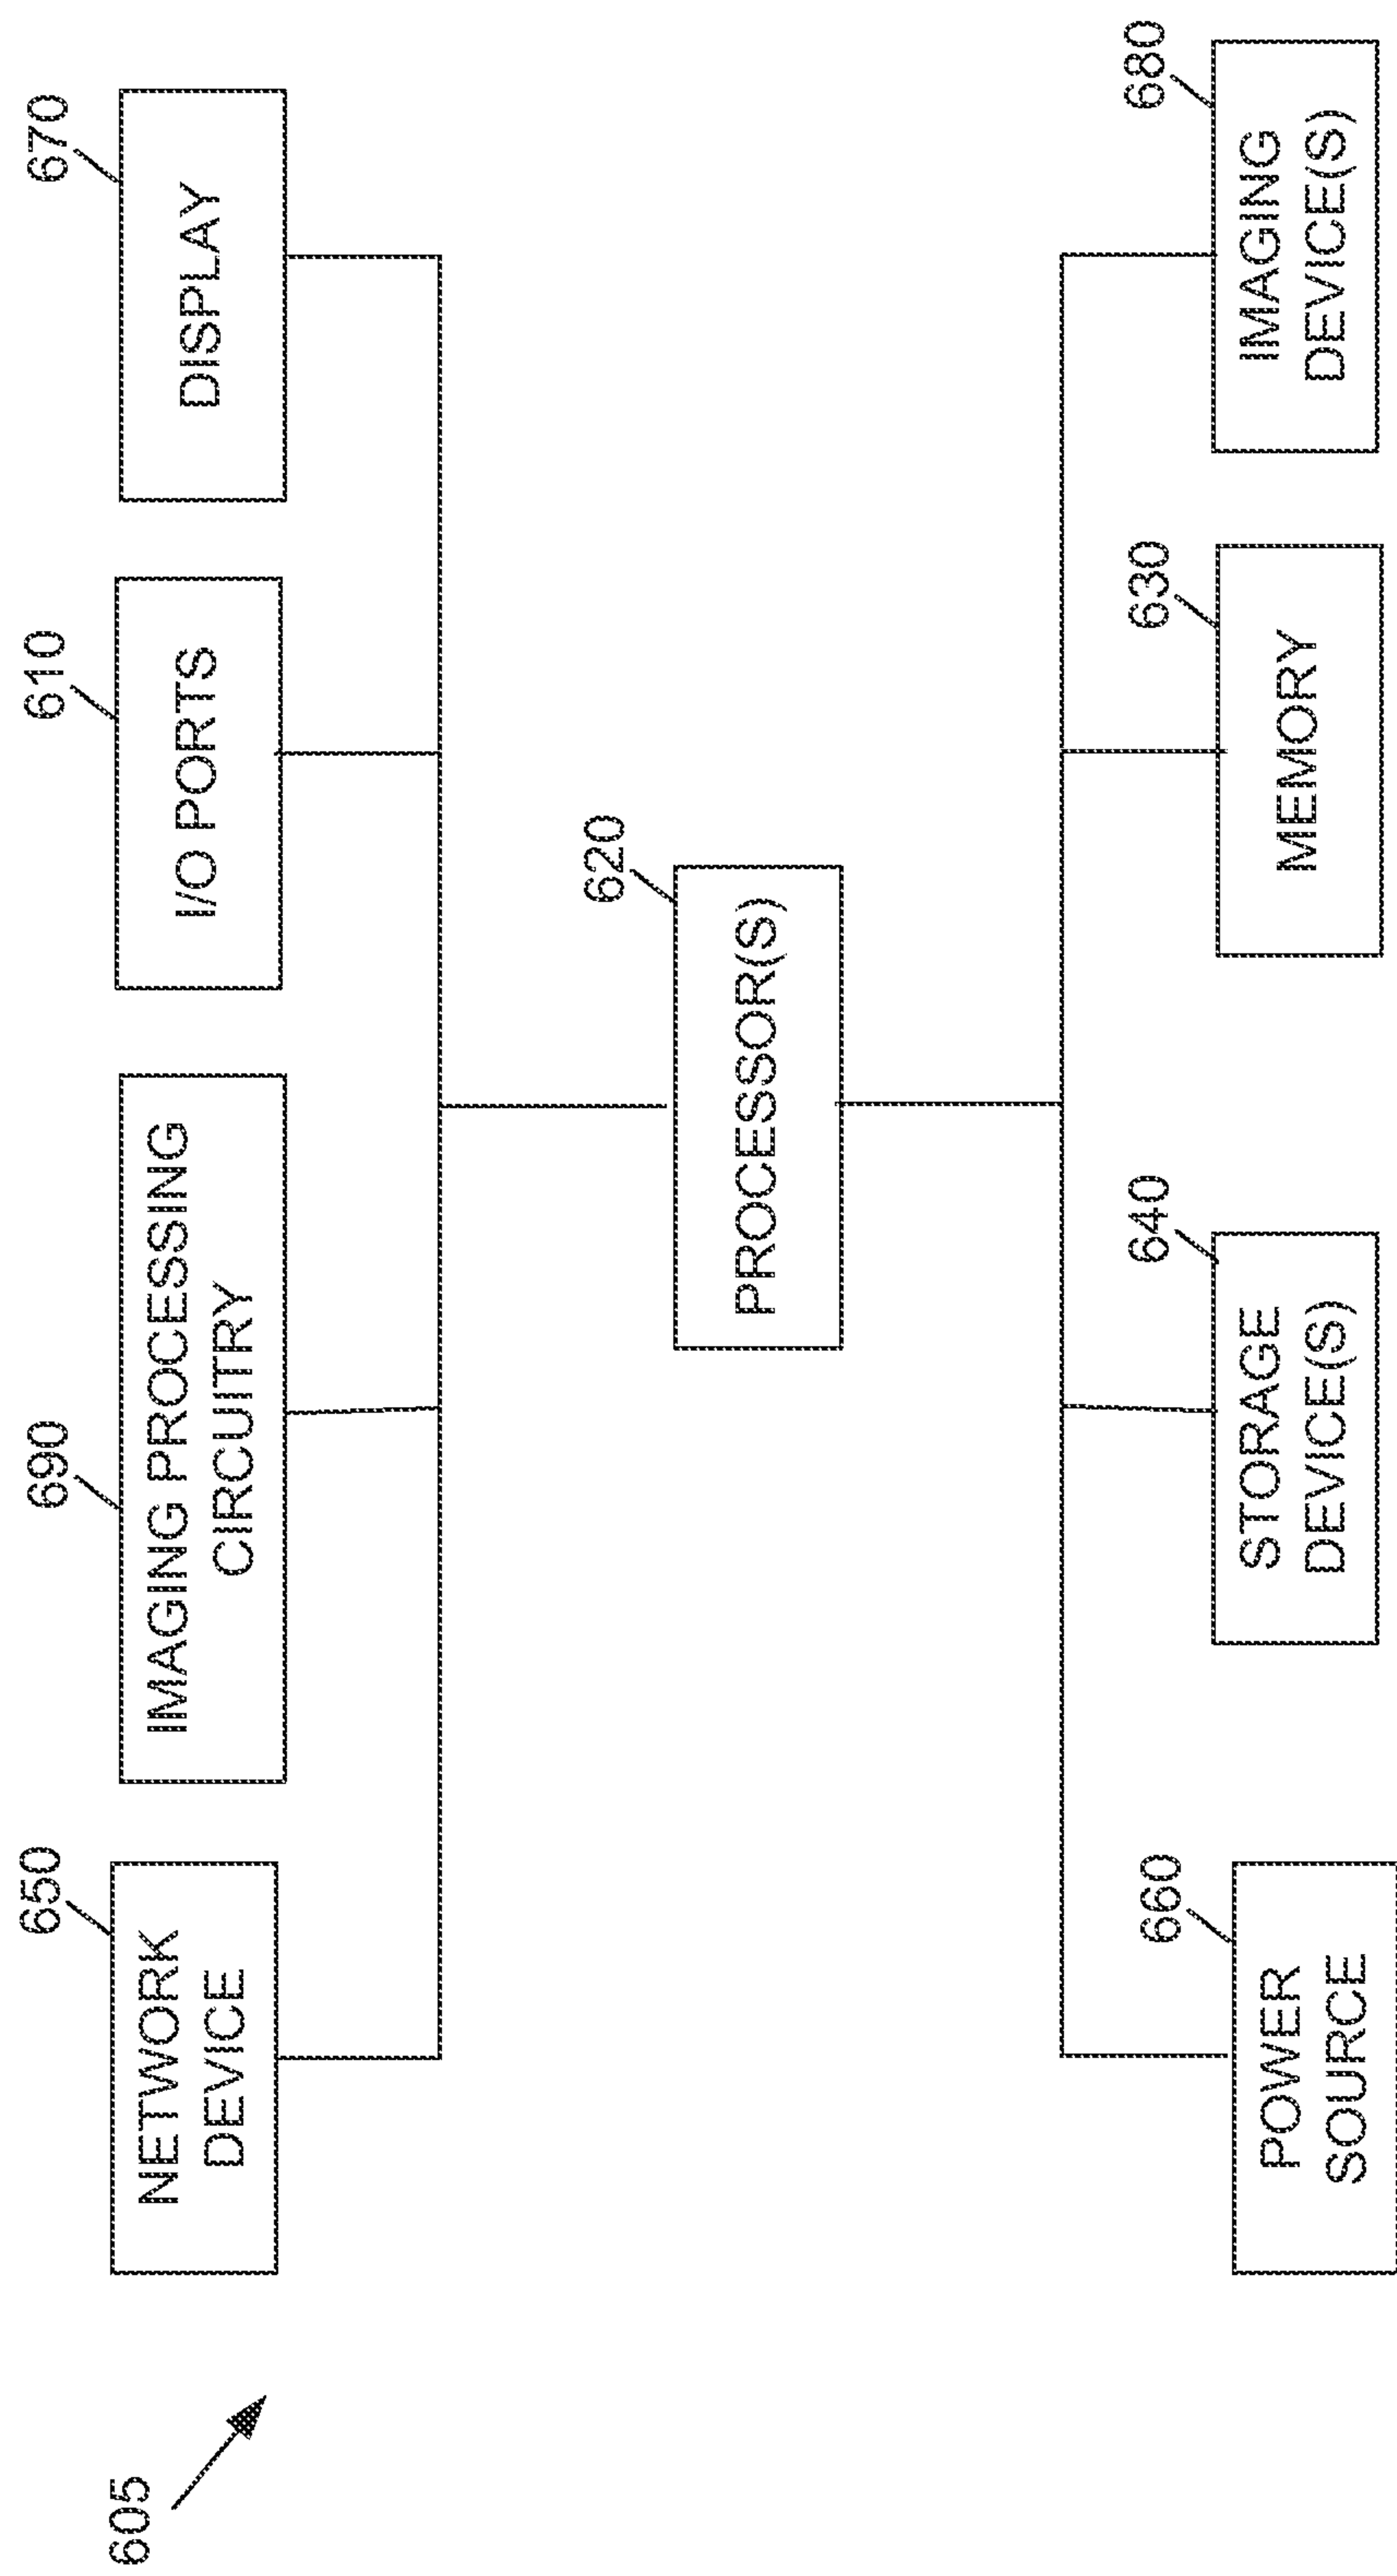 605
650
NETWORK
DEVICE
690
IMAGING PROCESSING
CIRCUITRY
610
I/O PORTS
670
DISPLAY
620
PROCESSOR(S)
660
POWER
SOURCE
640
STORAGE
DEVICE(S)
630
MEMORY
680
IMAGING
DEVICE(S)